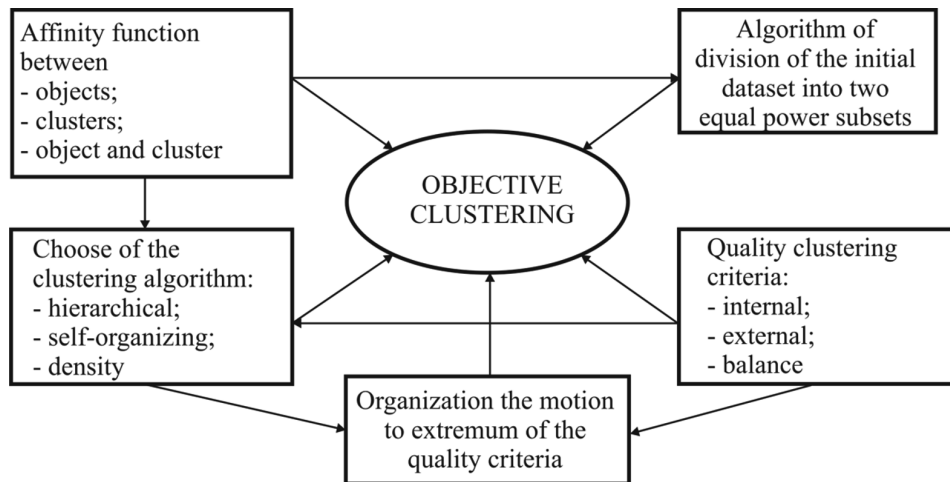 Affinity function
between
- objects;
- clusters;
- object and cluster
Algorithm of
division of the initial
dataset into two
equal power subsets
OBJECTIVE
CLUSTERING
Choose of the
clustering algorithm:
- hierarchical;
- self-organizing;
- density
Quality clustering
criteria:
- internal;
- external;
- balance
Organization the motion
to extremum of the
quality criteria